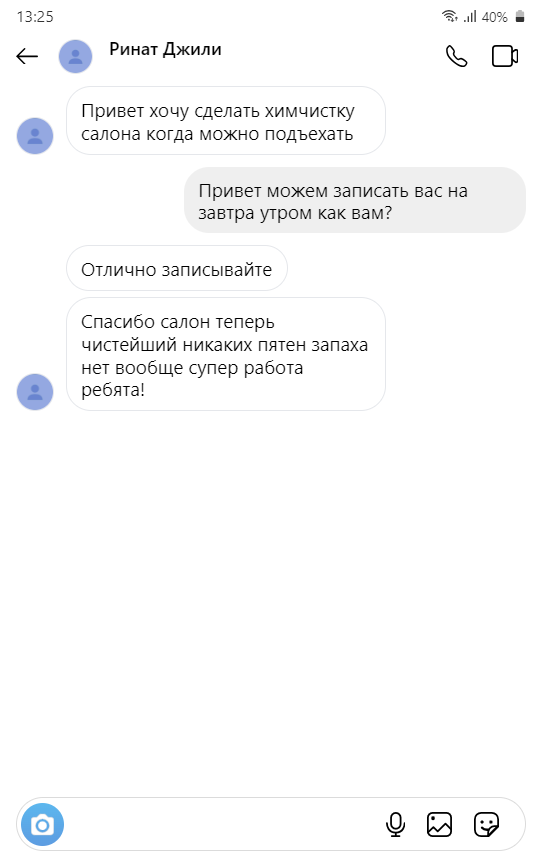 13:25
40%
Ринат Джили
Привет хочу сделать химчистку
салона когда можно подъехать
Привет можем записать вас на
завтра утром как вам?
Отлично записывайте
Спасибо салон теперь
чистейший никаких пятен запаха
нет вообще супер работа
ребята!